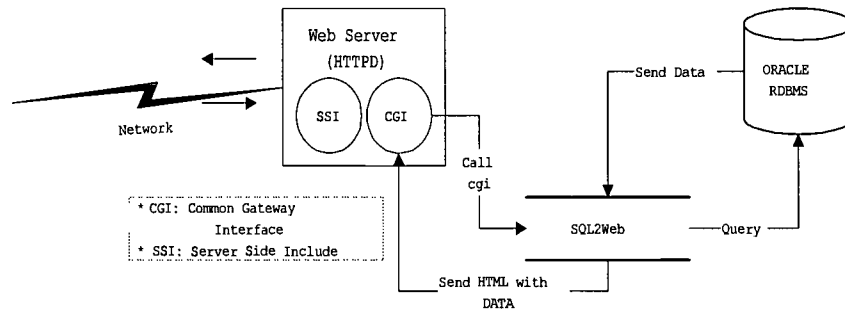 Web Server
(HTTPD)
SSI
CGI
Network
Send Data
ORACLE
RDBMS
Call
cgi
* CGI: Common Gateway
Interface
* SSI: Server Side Include
SQL2Web
Query
Send HTML with
DATA